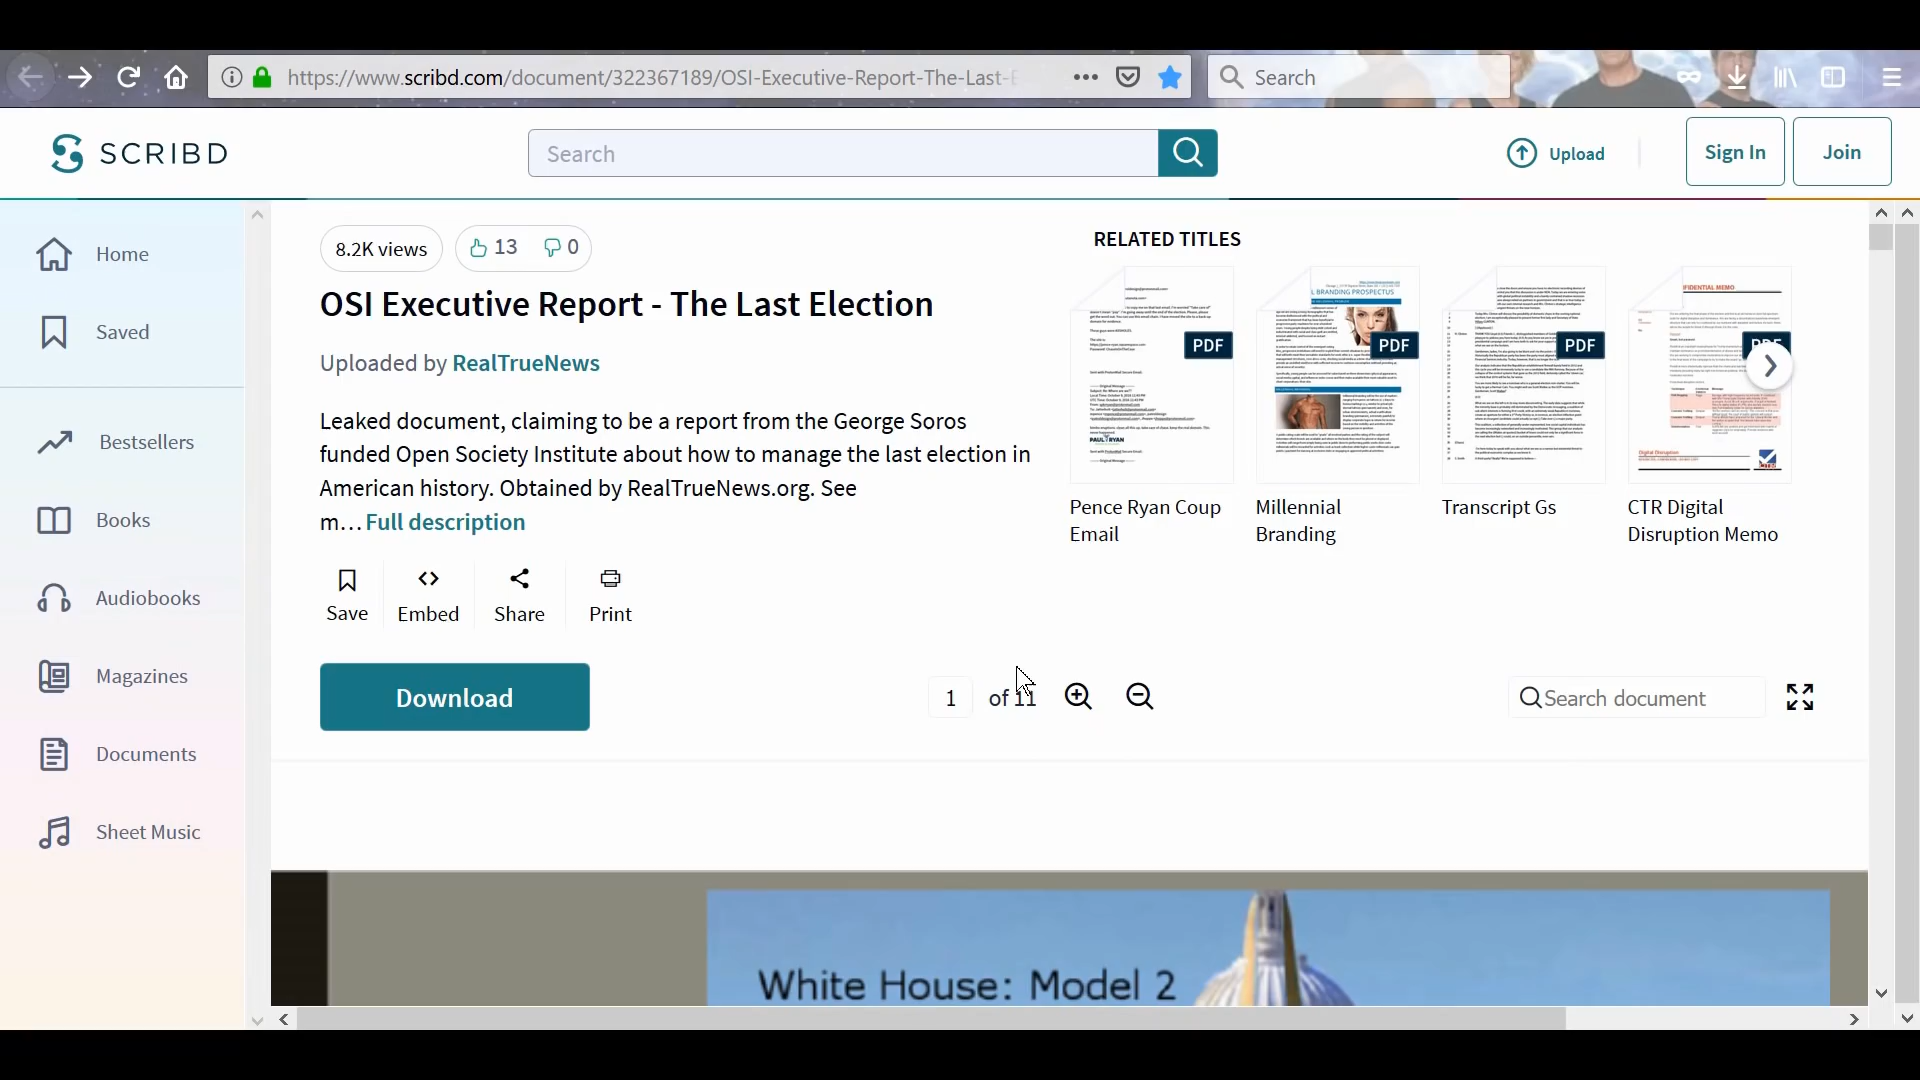 https://www.scribd.com/document/322367189/OSI-Executive-Report-The-Last-E
Search
SCRIBD
Search
Upload
Sign In
Join
Home
Saved
Bestsellers
Books
Audiobooks
Magazines
Documents
Sheet Music
8.2K views
13
0
OSI Executive Report - The Last Election
Uploaded by RealTrueNews
Leaked document, claiming to be a report from the George Soros
funded Open Society Institute about how to manage the last election in
American history. Obtained by RealTrueNews.org. See
m... Full description
Save
Embed
Share
Print
Download
1 of 11
Search document
RELATED TITLES
PDF
PDF
PDF
PDF
Pence Ryan Coup
Email
Millennial
Branding
Transcript Gs
CTR Digital
Disruption Memo
White House: Model 2